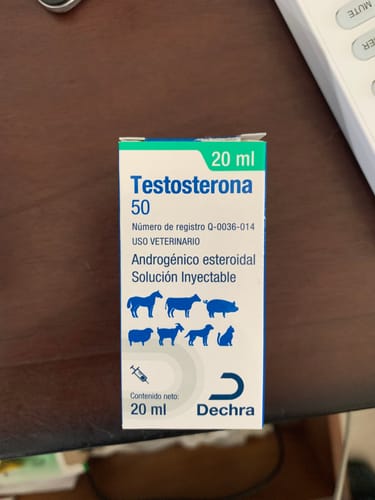 MUTE
20 ml
Testosterona
50
Número de registro Q-0036-014
USO VETERINARIO
Androgénico esteroidal
Solución Inyectable
Contenido neto:
20 ml
Dechra